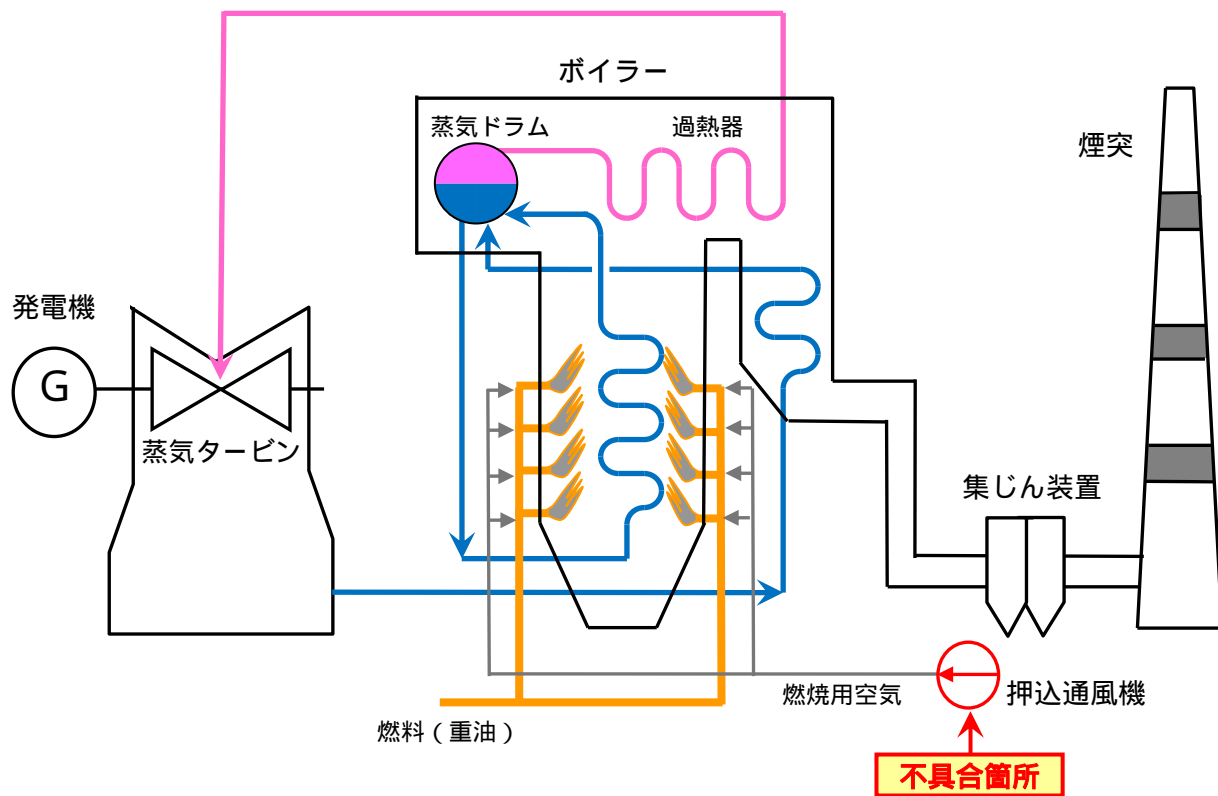 ボイラー
蒸気ドラム
過熱器
煙突
発電機
G
蒸気タービン
集じん装置
燃焼用空気
押込通風機
燃料(重油)
不具合箇所